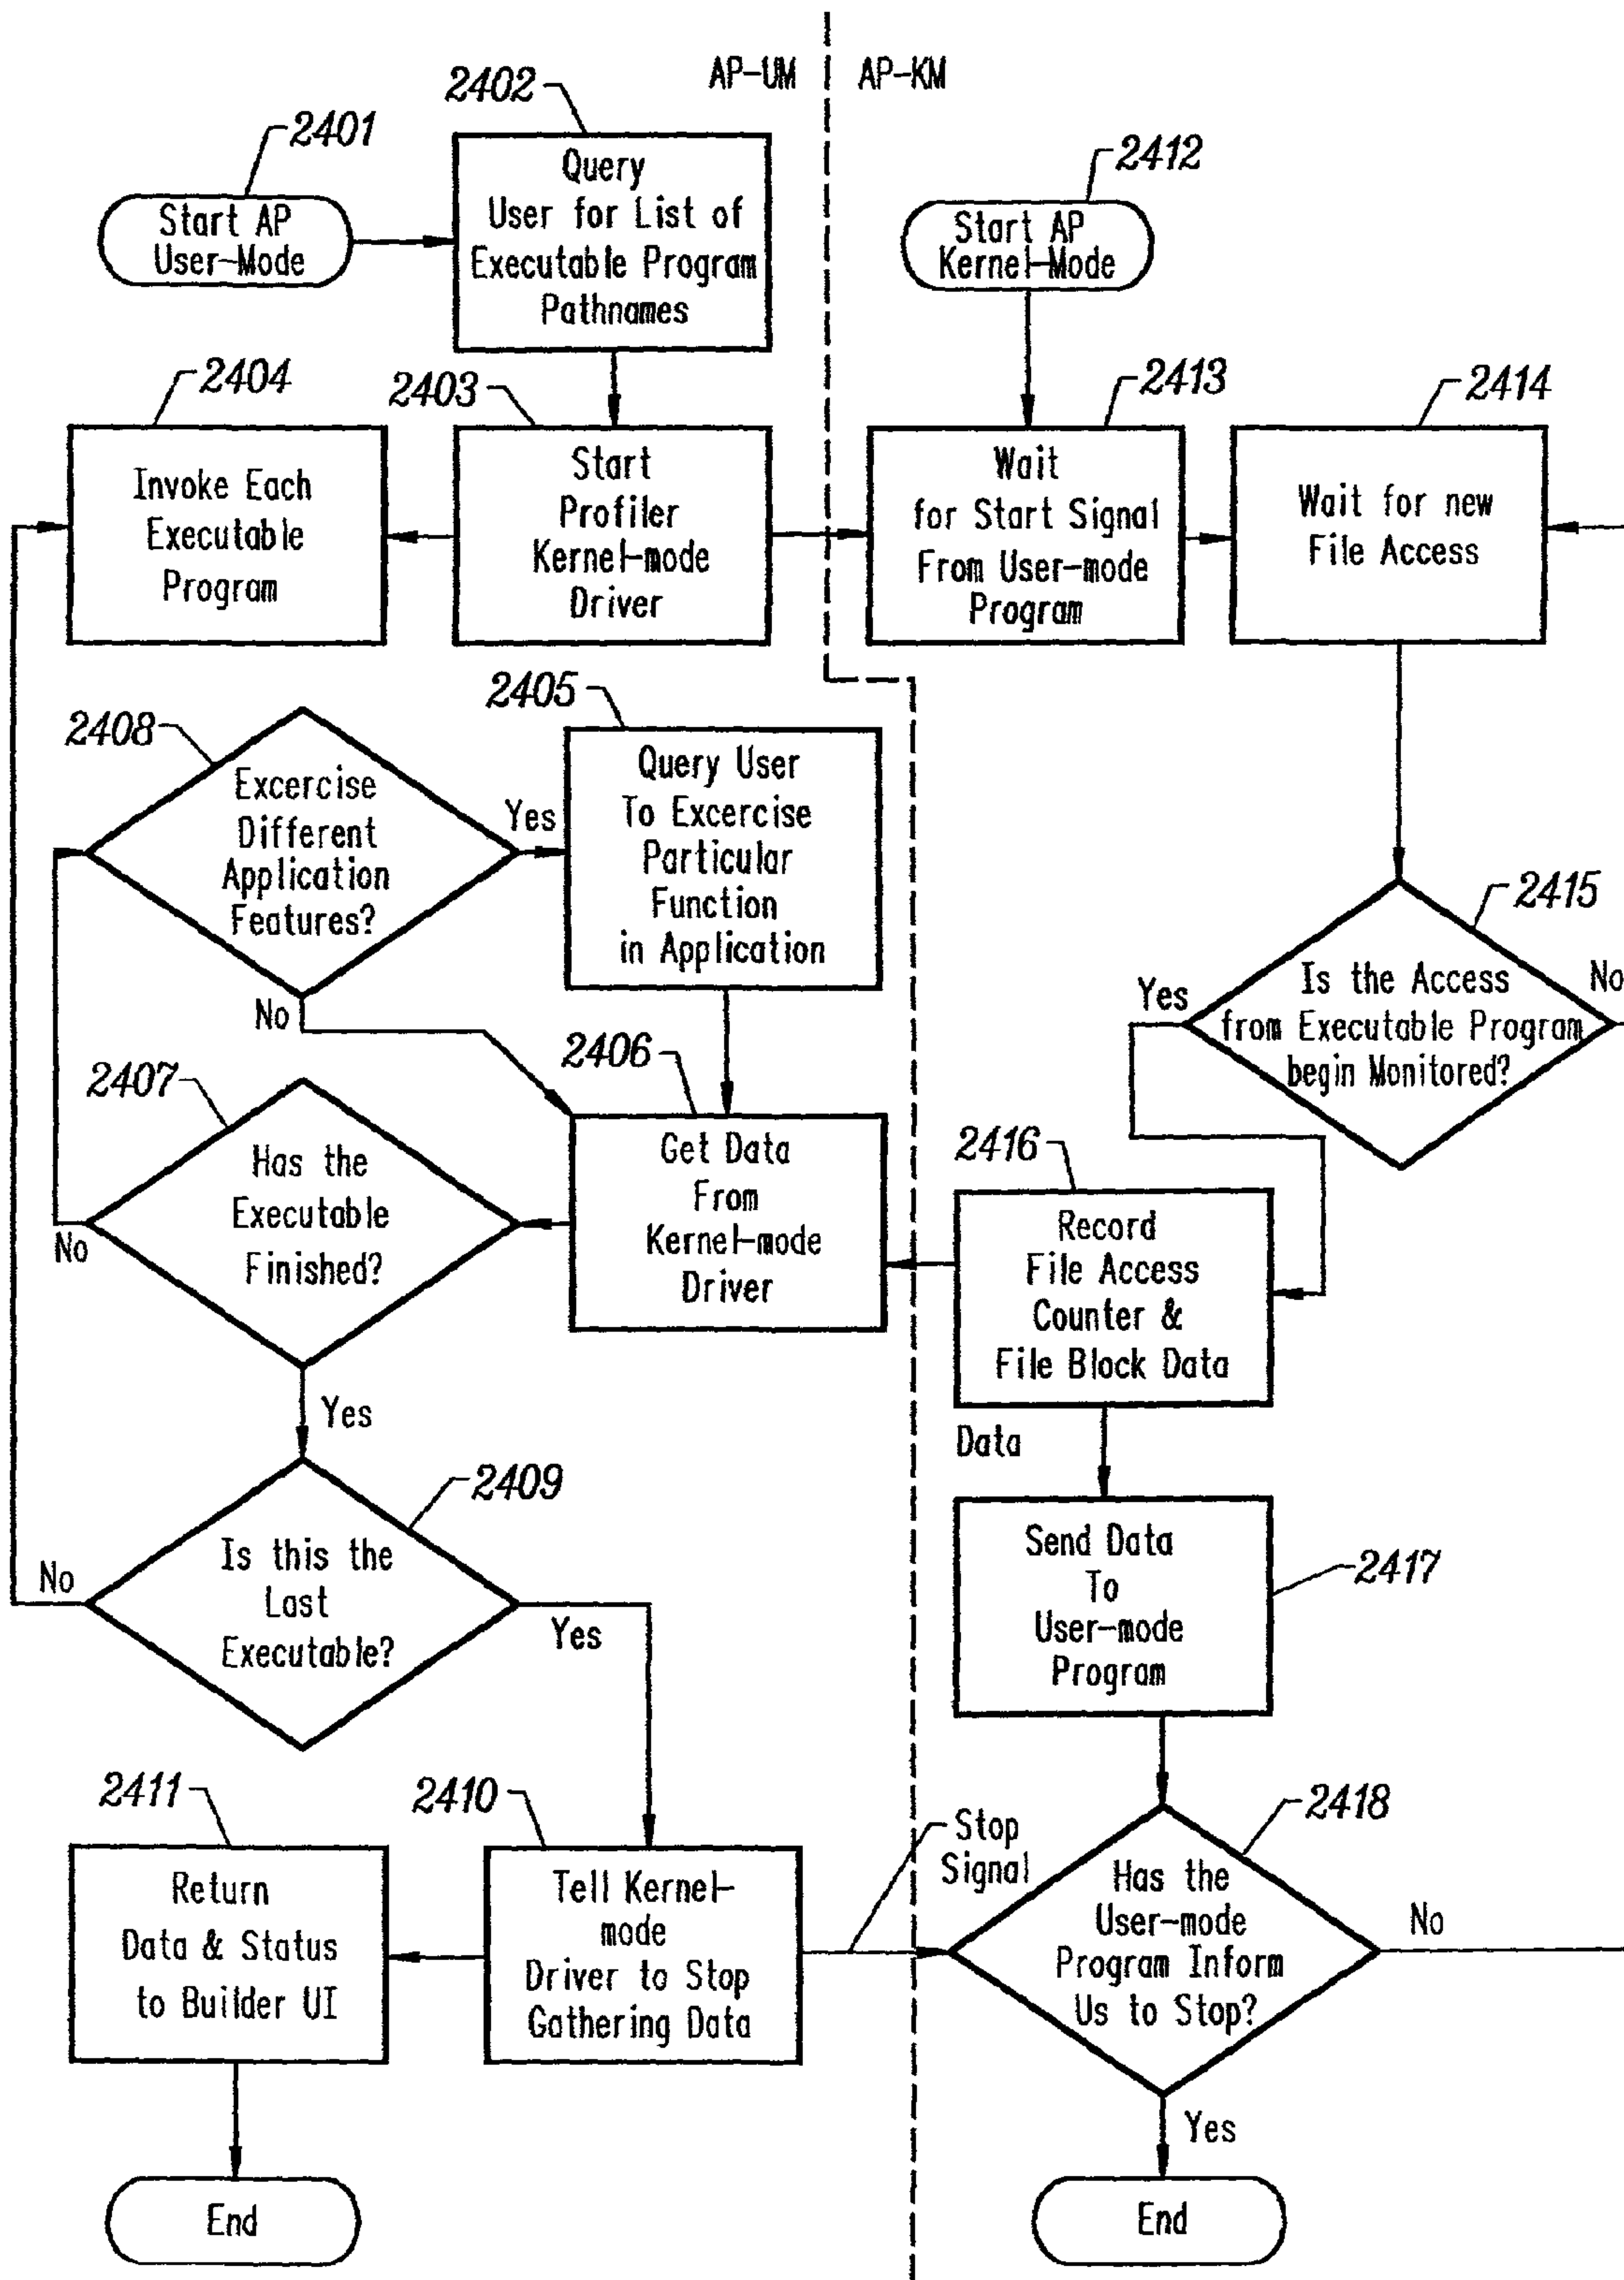 AP-UM
AP-KM
2401
Start AP
User-Mode
2402
Query
User for List of
Executable Program
Pathnames
2412
Start AP
Kernel-Mode
2404
Invoke Each
Executable
Program
2403
Start
Profiler
Kernel-mode
Driver
2413
Wait
for Start Signal
From User-mode
Program
2414
Wait for new
File Access
2408
Excercise
Different
Application
Features?
Yes
No
2405
Query User
To Excercise
Particular
Function
in Application
2415
Is the Access
from Executable Program
begin Monitored?
Yes
No
2407
Has the
Executable
Finished?
No
Yes
2406
Get Data
From
Kernel-mode
Driver
2416
Record
File Access
Counter &
File Block Data
Data
2409
Is this the
Last
Executable?
No
Yes
2417
Send Data
To
User-mode
Program
2411
Return
Data & Status
to Builder UI
2410
Tell Kernel-
mode
Driver to Stop
Gathering Data
Stop
Signal
2418
Has the
User-mode
Program Inform
Us to Stop?
No
Yes
End
End